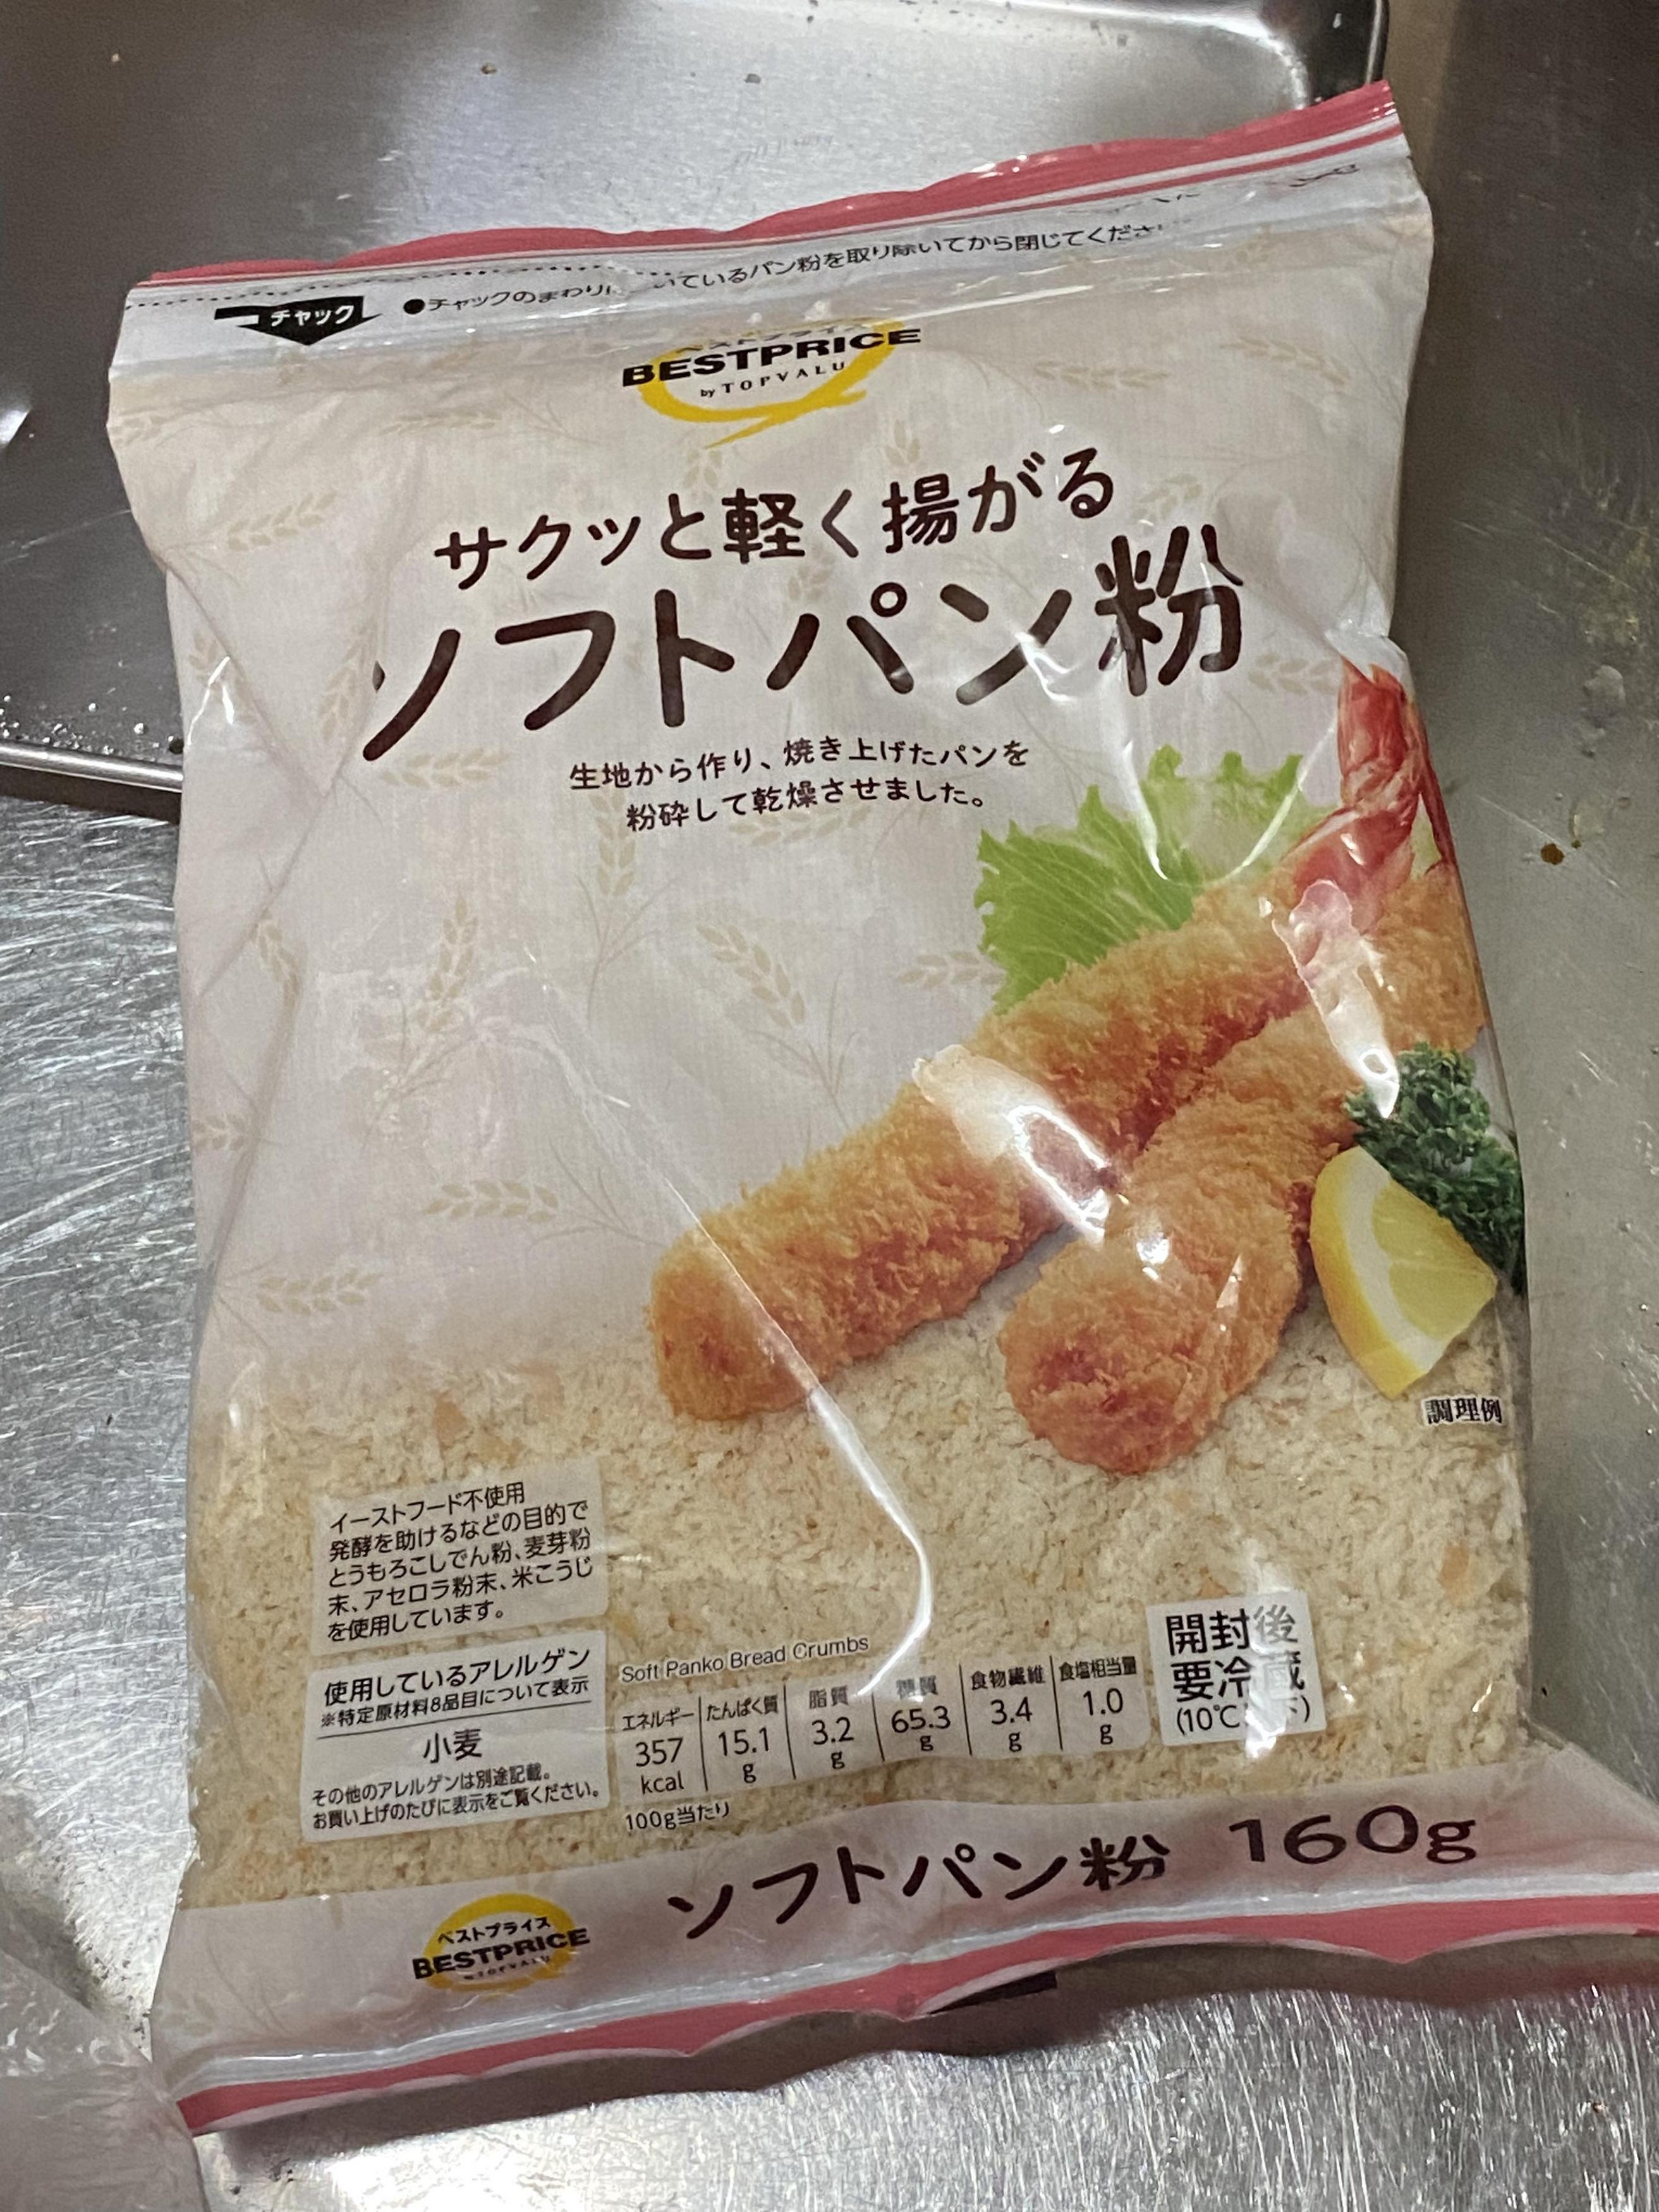 チャック
●チャックのまわりに ついているパン粉を取り除いてから閉じてくださ
ベストプライス
BESTPRICE
by TOPVALU
サクッと軽く揚がる
ソフトパン粉
生地から作り、焼き上げたパンを
粉砕して乾燥させました。
調理例
イーストフード不使用
発酵を助けるなどの目的で
とうもろこしでん粉、麦芽粉
末、アセロラ粉末、米こうじ
を使用しています。
使用しているアレルゲン
※特定原材料8品目について表示
小麦
その他のアレルゲンは別途記載。
お買い上げのたびに表示をご覧ください。
Soft Panko Bread Crumbs
エネルギー たんぱく質 脂質 糖質 食物繊維 食塩相当量
357 15.1 3.2 65.3 3.4 1.0
kcal g g g g g
100g当たり
開封後
要冷蔵
(10℃以下)
ベストプライス
BESTPRICE
by TOPVALU
ソフトパン粉 160g